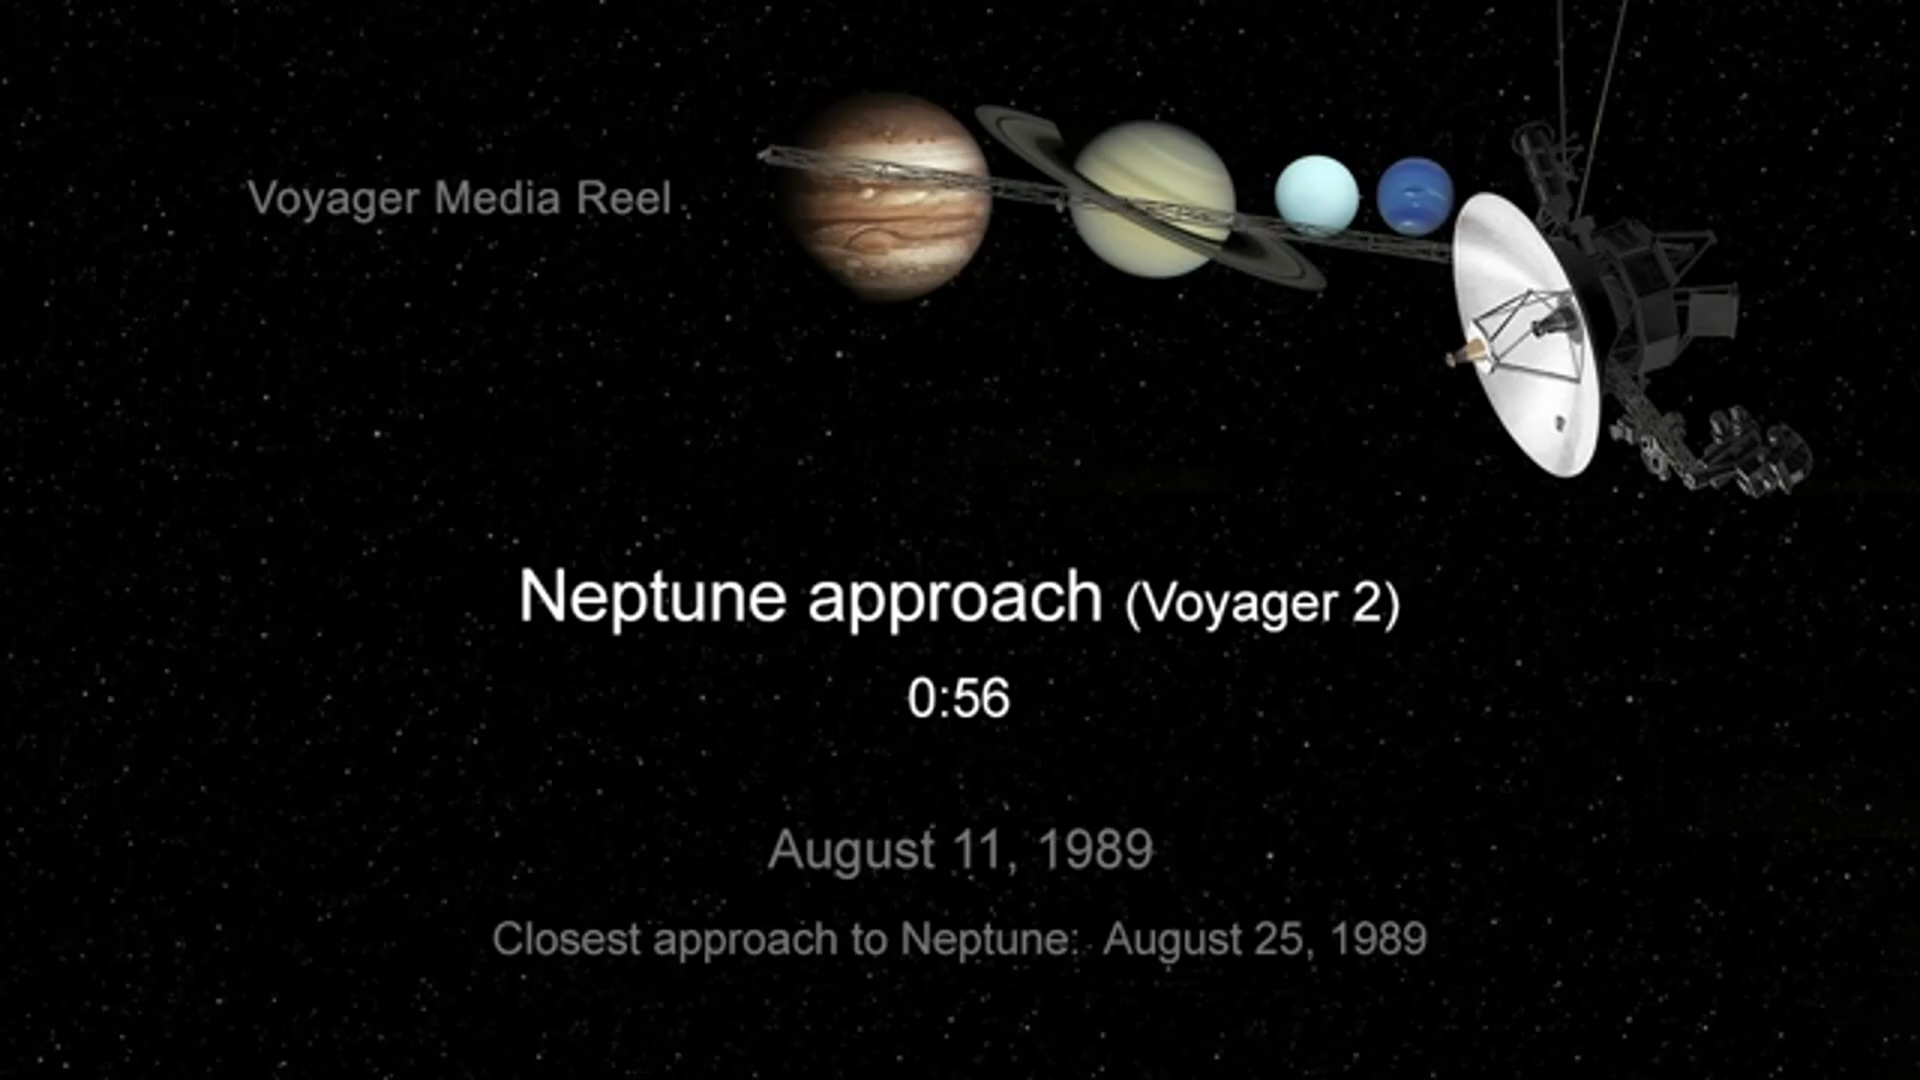 Voyager Media Reel
Neptune approach (Voyager 2)
0:56
August 11, 1989
Closest approach to Neptune: August 25, 1989